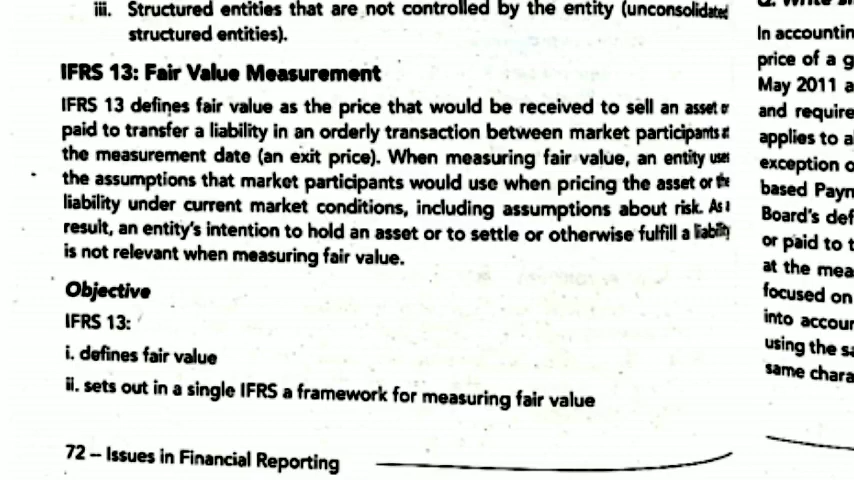 iii. Structured entities that are not controlled by the entity (unconsolidated
structured entities).
IFRS 13: Fair Value Measurement
IFRS 13 defines fair value as the price that would be received to sell an asset or
paid to transfer a liability in an orderly transaction between market participants at
the measurement date (an exit price). When measuring fair value, an entity uses
the assumptions that market participants would use when pricing the asset or the
liability under current market conditions, including assumptions about risk. As a
result, an entity's intention to hold an asset or to settle or otherwise fulfill a liability
is not relevant when measuring fair value.
Objective
IFRS 13:
i. defines fair value
ii. sets out in a single IFRS a framework for measuring fair value
72 – Issues in Financial Reporting
In accountin
price of a g
May 2011 a
and require
applies to a
exception o
based Paym
Board's def
or paid to t
at the mea
focused on
into accour
using the sa
same chara